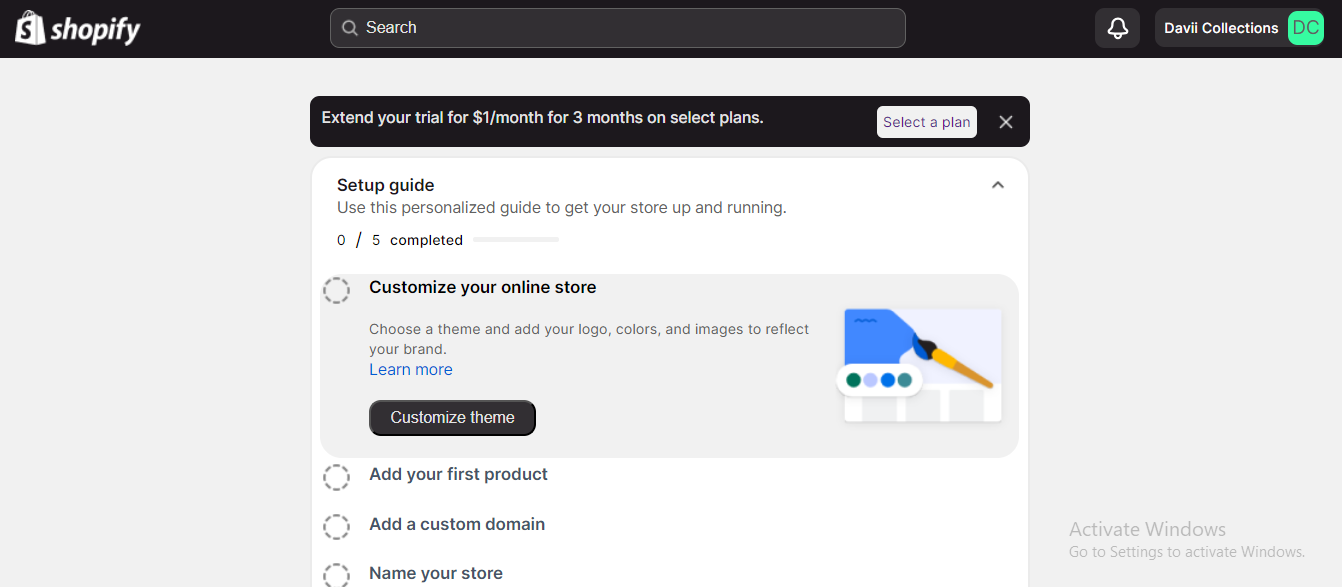 shopify
Search
Davii Collections DC
Extend your trial for $1/month for 3 months on select plans.
Select a plan
Setup guide
Use this personalized guide to get your store up and running.
0 / 5 completed
Customize your online store
Choose a theme and add your logo, colors, and images to reflect
your brand.
Learn more
Customize theme
Add your first product
Add a custom domain
Name your store
Activate Windows
Go to Settings to activate Windows.